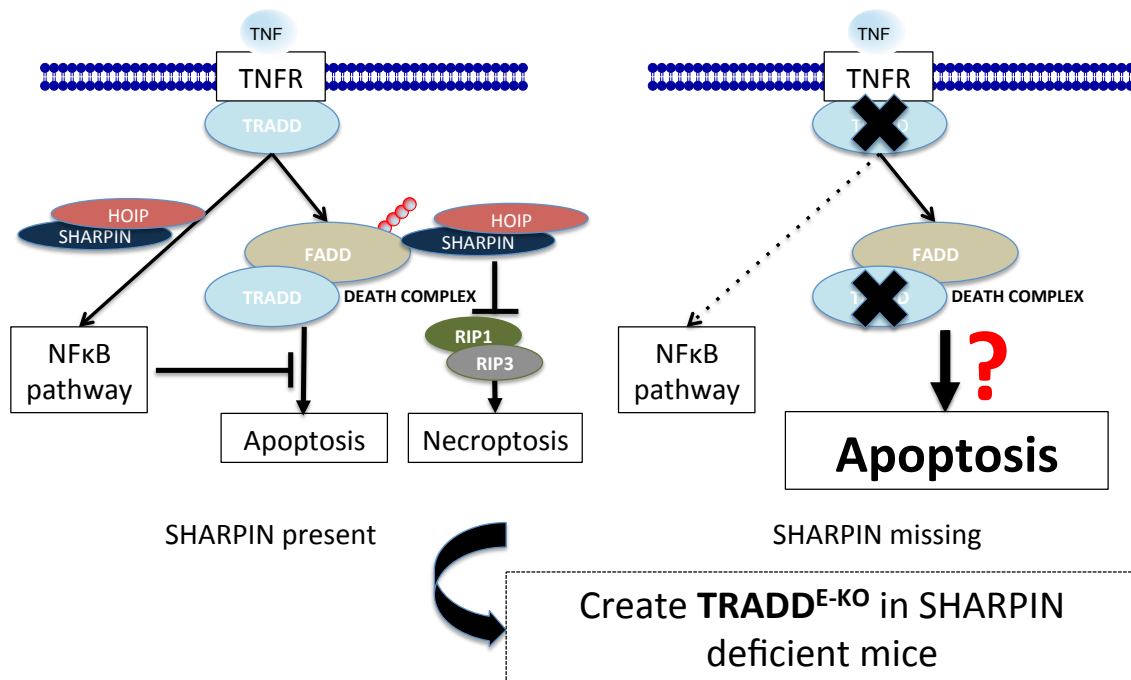 TNF
TNFR
TRADD
HOIP
SHARPIN
FADD
TRADD
DEATH COMPLEX
HOIP
SHARPIN
RIP1
RIP3
NFκB
pathway
Apoptosis
Necroptosis
SHARPIN present
TNF
TNFR
FADD
DEATH COMPLEX
NFκB
pathway
?
Apoptosis
SHARPIN missing
Create TRADDE-KO in SHARPIN
deficient mice